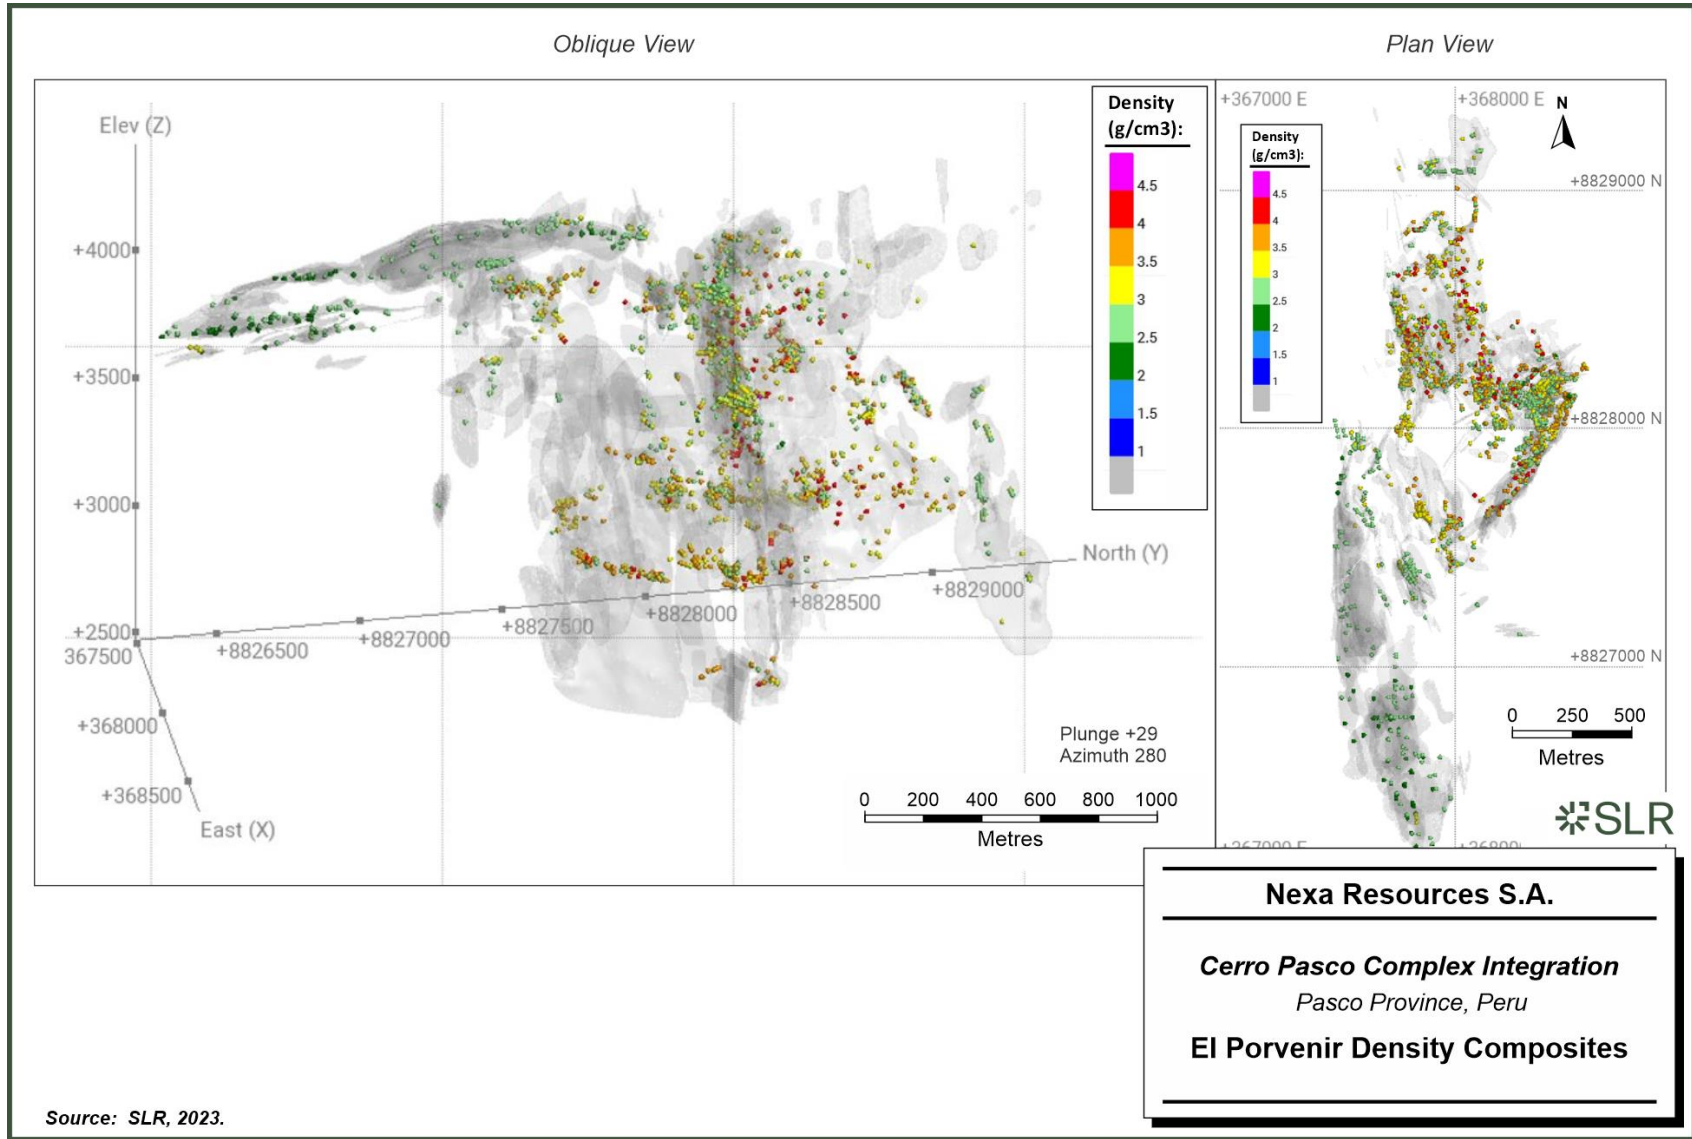 Oblique View
Plan View
Elev (Z)
+4000
+3500
+3000
+2500
367500
+368000
+368500
East (X)
+8826500
+8827000
+8827500
+8828000
+8828500
+8829000
North (Y)
Density
(g/cm3):
4.5
4
3.5
3
2.5
2
1.5
1
Plunge +29
Azimuth 280
0 200 400 600 800 1000
Metres
+367000 E
+368000 E
N
Density
(g/cm3):
4.5
4
3.5
3
2.5
2
1.5
1
+8829000 N
+8828000 N
+8827000 N
0 250 500
Metres
+367000 E
SLR
Nexa Resources S.A.
Cerro Pasco Complex Integration
Pasco Province, Peru
El Porvenir Density Composites
Source: SLR, 2023.